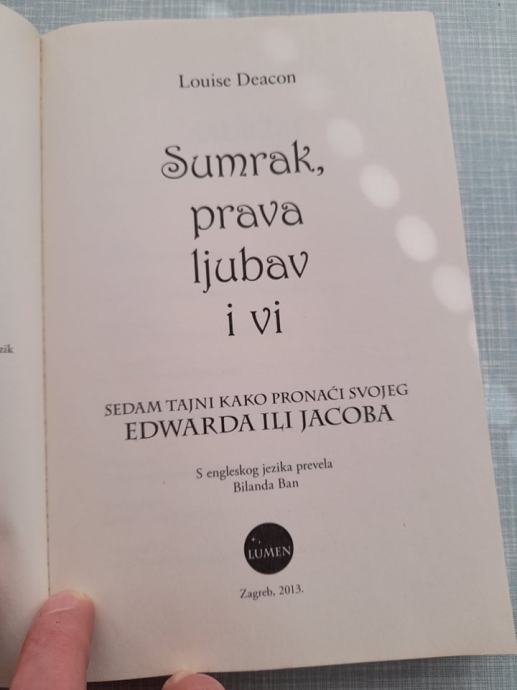 Louise Deacon
Sumrak,
prava
ljubav
i vi
SEDAM TAJNI KAKO PRONAĆI SVOJEG
EDWARDA ILI JACOBA
S engleskog jezika prevela
Bilanda Ban
LUMEN
Zagreb, 2013.
zik